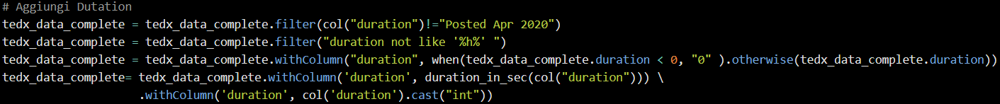 # Aggiungi Dutation
tedx_data_complete = tedx_data_complete.filter(col("duration")!="Posted Apr 2020")
tedx_data_complete = tedx_data_complete.filter("duration not like '%h%' ")
tedx_data_complete = tedx_data_complete.withColumn("duration", when(tedx_data_complete.duration < 0, "0" ).otherwise(tedx_data_complete.duration))
tedx_data_complete= tedx_data_complete.withColumn('duration', duration_in_sec(col("duration"))) \
.withColumn('duration', col('duration').cast("int"))